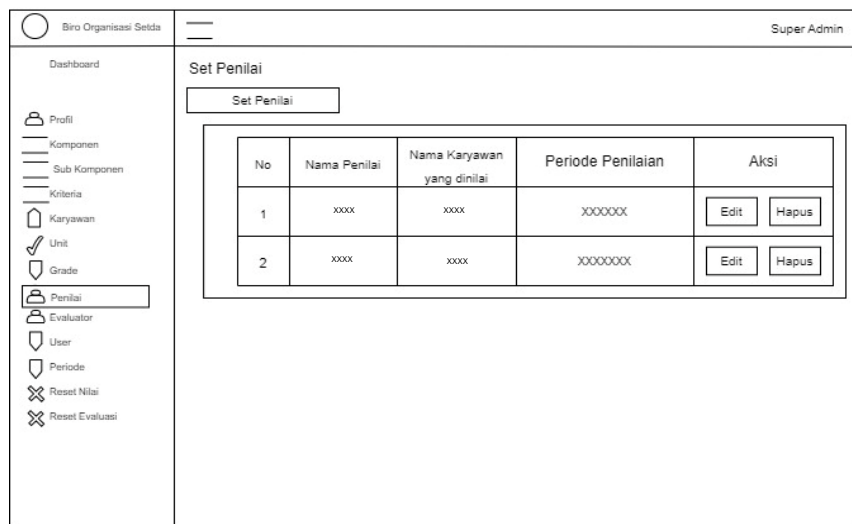 Biro Organisasi Setda
Super Admin
Dashboard
Profil
Komponen
Sub Komponen
Kriteria
Karyawan
Unit
Grade
Penilai
Evaluator
User
Periode
Reset Nilai
Reset Evaluasi
Set Penilai
Set Penilai
No Nama Penilai Nama Karyawan yang dinilai Periode Penilaian Aksi
1 xxxx xxxx XXXXXX Edit Hapus
2 xxxx xxxx XXXXXXX Edit Hapus